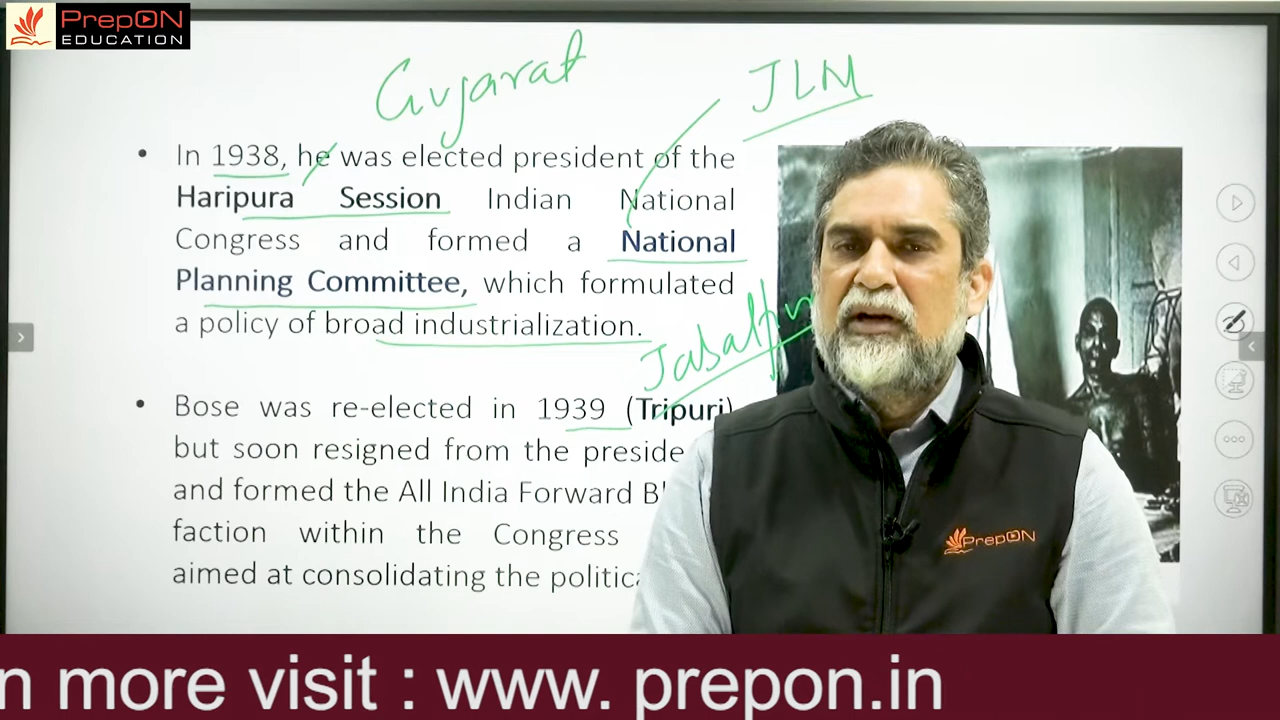 PrepON
EDUCATION
Gujarat
JLM
• In 1938, he was elected president of the
Haripura Session Indian National
Congress and formed a National
Planning Committee, which formulated
a policy of broad industrialization.
Jabalpur
• Bose was re-elected in 1939 (Tripuri)
but soon resigned from the preside
and formed the All India Forward Bl
faction within the Congress
aimed at consolidating the politica
PrepON
n more visit : www. prepon.in